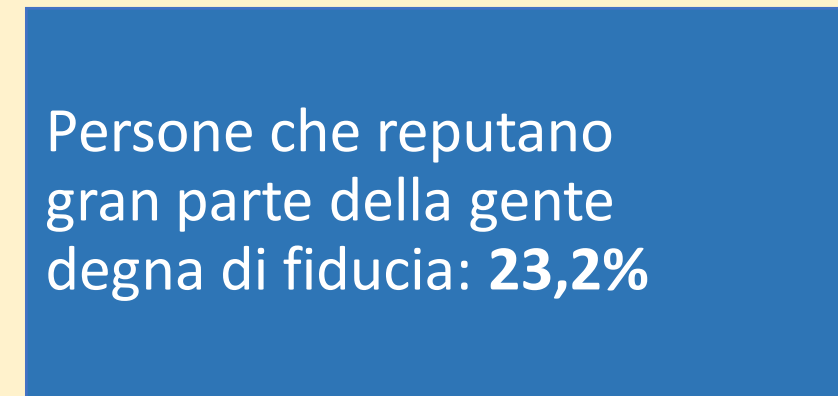 Persone che reputano
gran parte della gente
degna di fiducia: 23,2%